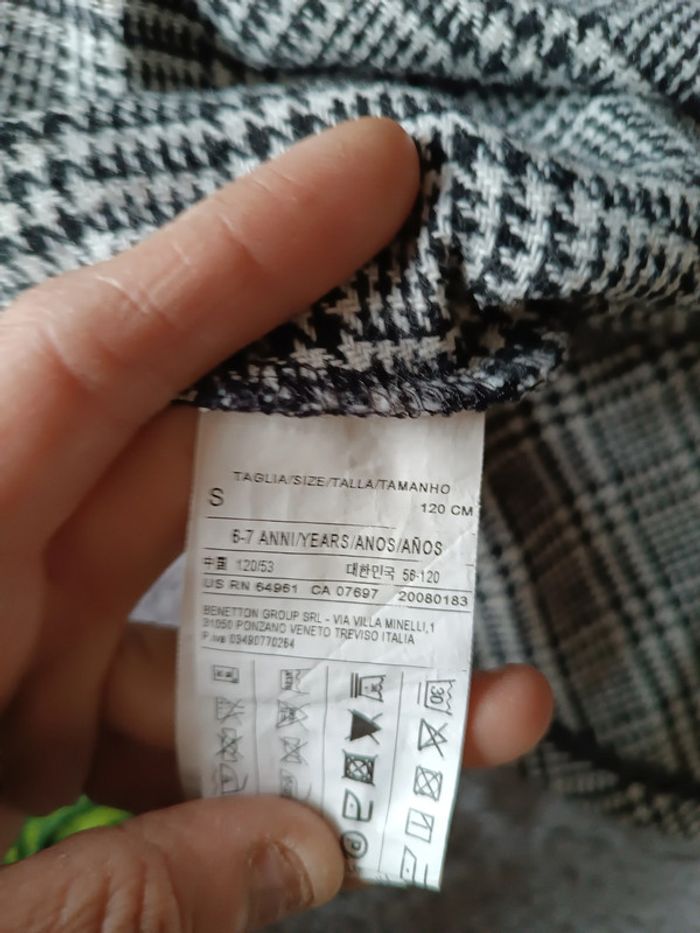 TAGLIA/SIZE/TALLA/TAMANHO
S 120 CM
6-7 ANNI/YEARS/ANOS/AÑOS
中国 120/53 대한민국 56-120
US RN 64961 CA 07697 20080183
BENETTON GROUP SRL - VIA VILLA MINELLI,1
31050 PONZANO VENETO TREVISO ITALIA
P.IVA 03490770264
30
P